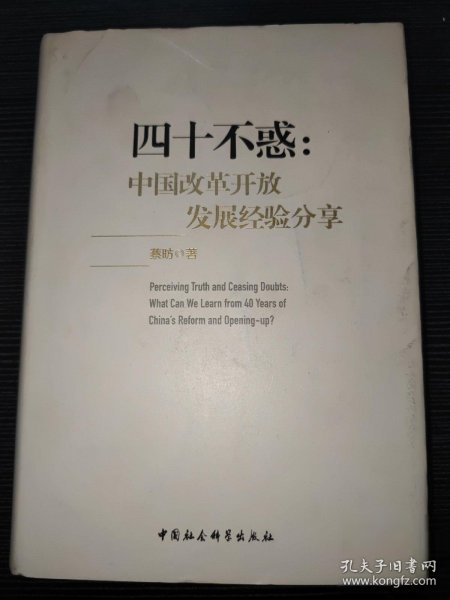 四十不惑：
中国改革开放
发展经验分享
蔡昉 著
Perceiving Truth and Ceasing Doubts:
What Can We Learn from 40 Years of
China's Reform and Opening-up?
中国社会科学出版社
孔夫子旧书网
www.kongfz.com